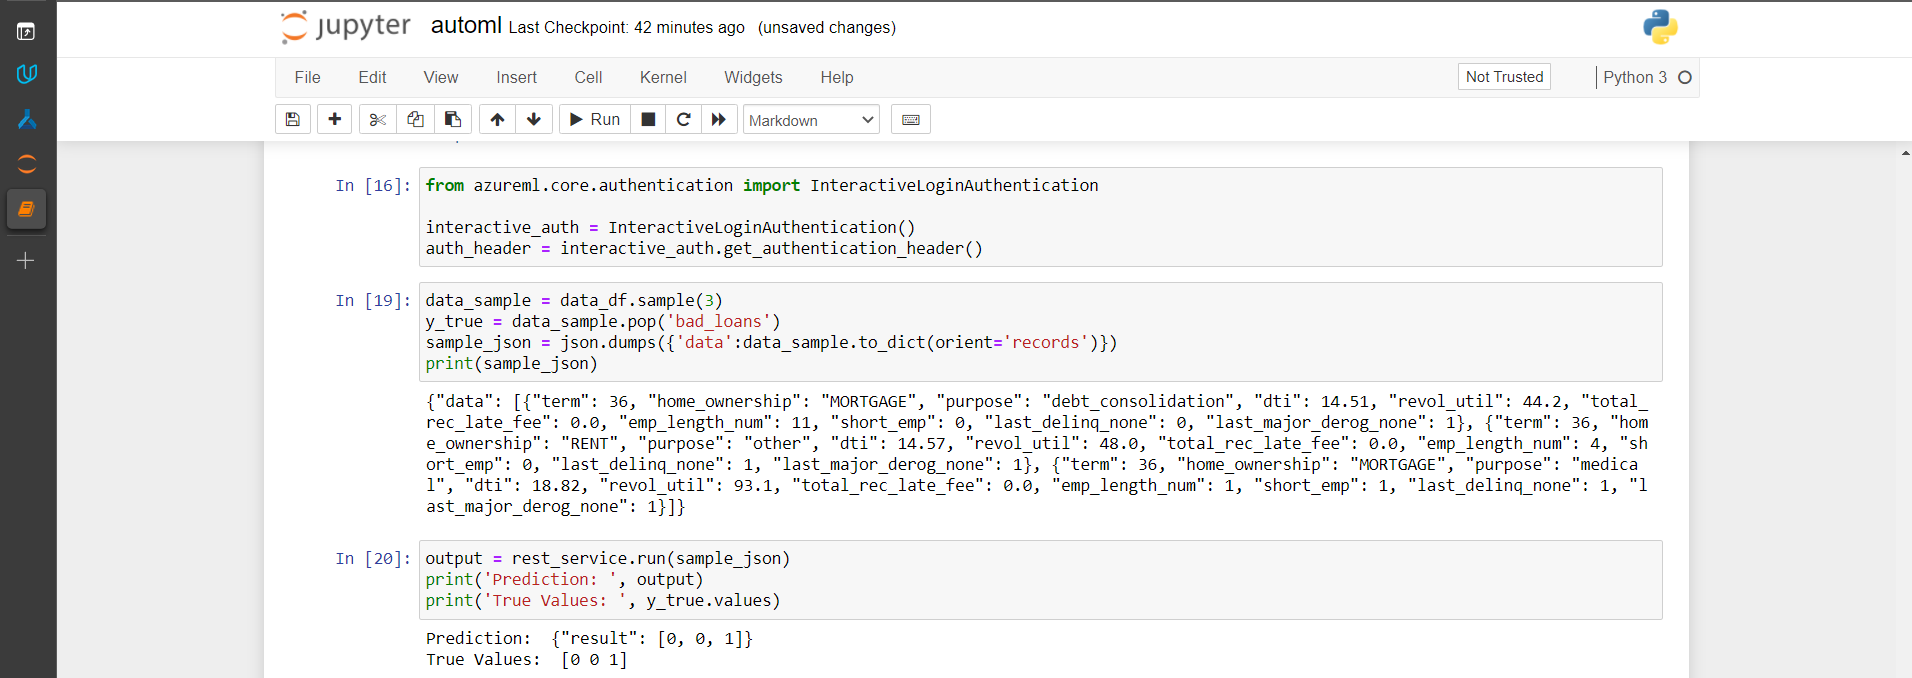 jupyter automl Last Checkpoint: 42 minutes ago (unsaved changes)
File Edit View Insert Cell Kernel Widgets Help Not Trusted Python 3
Run Markdown
In [16]: from azureml.core.authentication import InteractiveLoginAuthentication
interactive_auth = InteractiveLoginAuthentication()
auth_header = interactive_auth.get_authentication_header()
In [19]: data_sample = data_df.sample(3)
y_true = data_sample.pop('bad_loans')
sample_json = json.dumps({'data':data_sample.to_dict(orient='records')})
print(sample_json)
{"data": [{"term": 36, "home_ownership": "MORTGAGE", "purpose": "debt_consolidation", "dti": 14.51, "revol_util": 44.2, "total_
rec_late_fee": 0.0, "emp_length_num": 11, "short_emp": 0, "last_delinq_none": 0, "last_major_derog_none": 1}, {"term": 36, "hom
e_ownership": "RENT", "purpose": "other", "dti": 14.57, "revol_util": 48.0, "total_rec_late_fee": 0.0, "emp_length_num": 4, "sh
ort_emp": 0, "last_delinq_none": 1, "last_major_derog_none": 1}, {"term": 36, "home_ownership": "MORTGAGE", "purpose": "medica
l", "dti": 18.82, "revol_util": 93.1, "total_rec_late_fee": 0.0, "emp_length_num": 1, "short_emp": 1, "last_delinq_none": 1, "l
ast_major_derog_none": 1}]}
In [20]: output = rest_service.run(sample_json)
print('Prediction: ', output)
print('True Values: ', y_true.values)
Prediction:  {"result": [0, 0, 1]}
True Values:  [0 0 1]